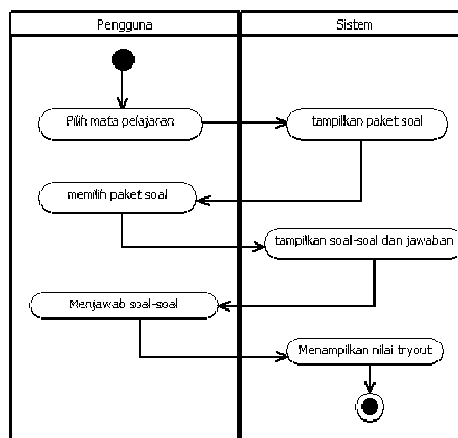 Pengguna
Sistem
Pilih mata pelajaran
tampilkan paket soal
memilih paket soal
tampilkan soal-soal dan jawaban
Menjawab soal-soal
Menampilkan nilai tryout